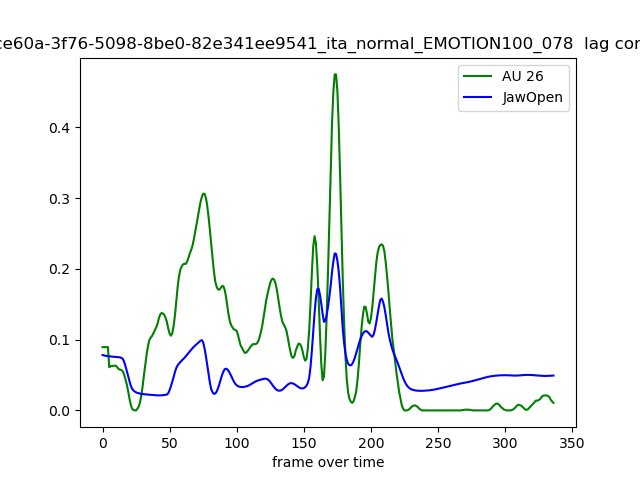 ce60a-3f76-5098-8be0-82e341ee9541_ita_normal_EMOTION100_078 lag cor
AU 26
JawOpen
0.4
0.3
0.2
0.1
0.0
0 50 100 150 200 250 300 350
frame over time